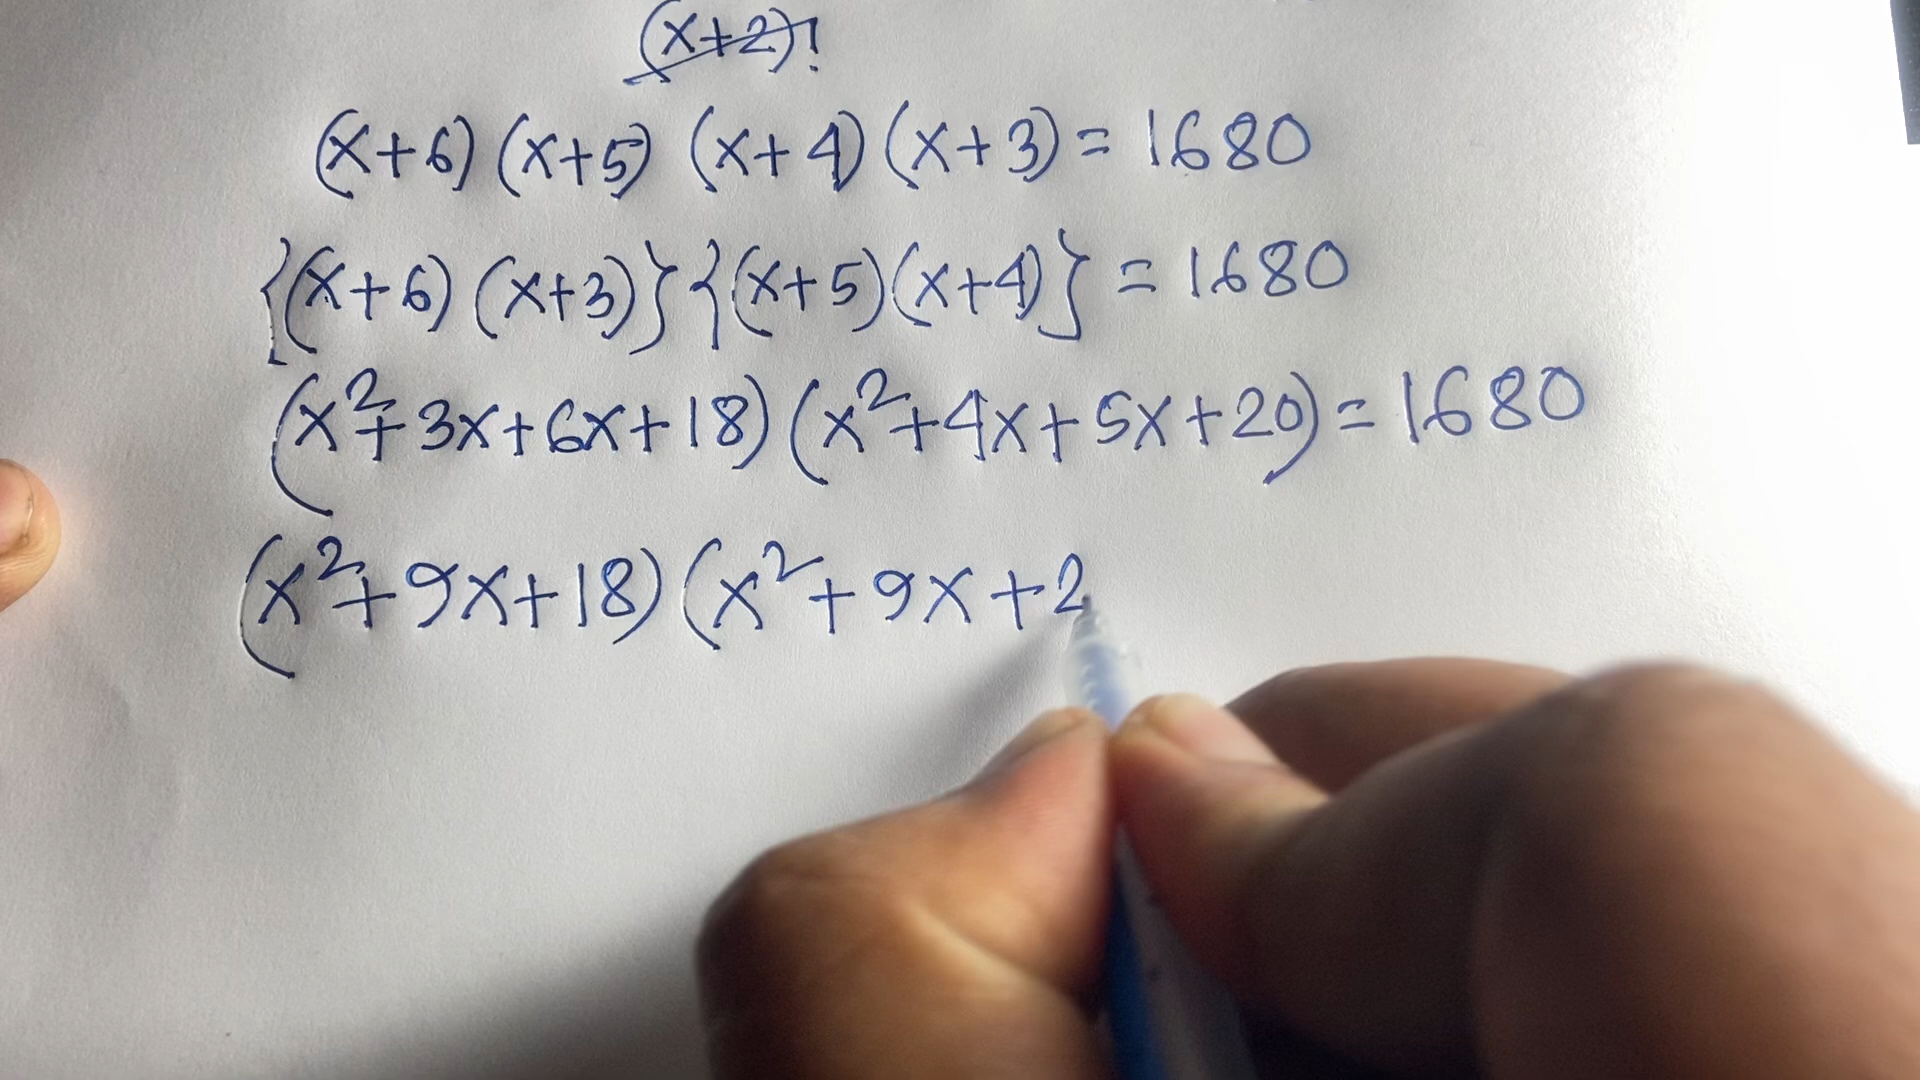 (x+2)!
(x+6)(x+5)(x+4)(x+3)=1680
{(x+6)(x+3)}{(x+5)(x+4)}=1680
(x²+3x+6x+18)(x²+4x+5x+20)=1680
(x²+9x+18)(x²+9x+2